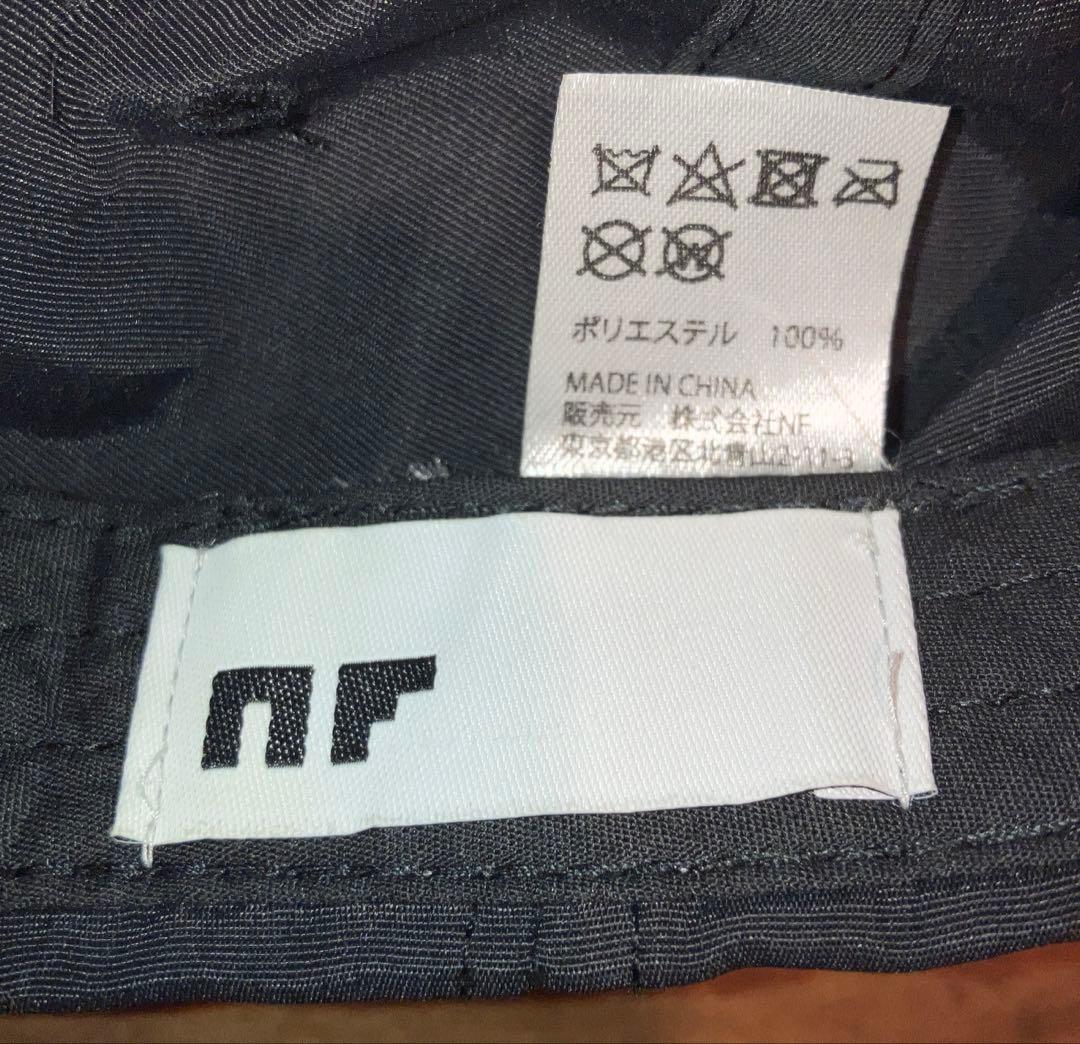 ポリエステル 100%
MADE IN CHINA
販売元 株式会社NF
東京都港区北青山2-11-3
nF